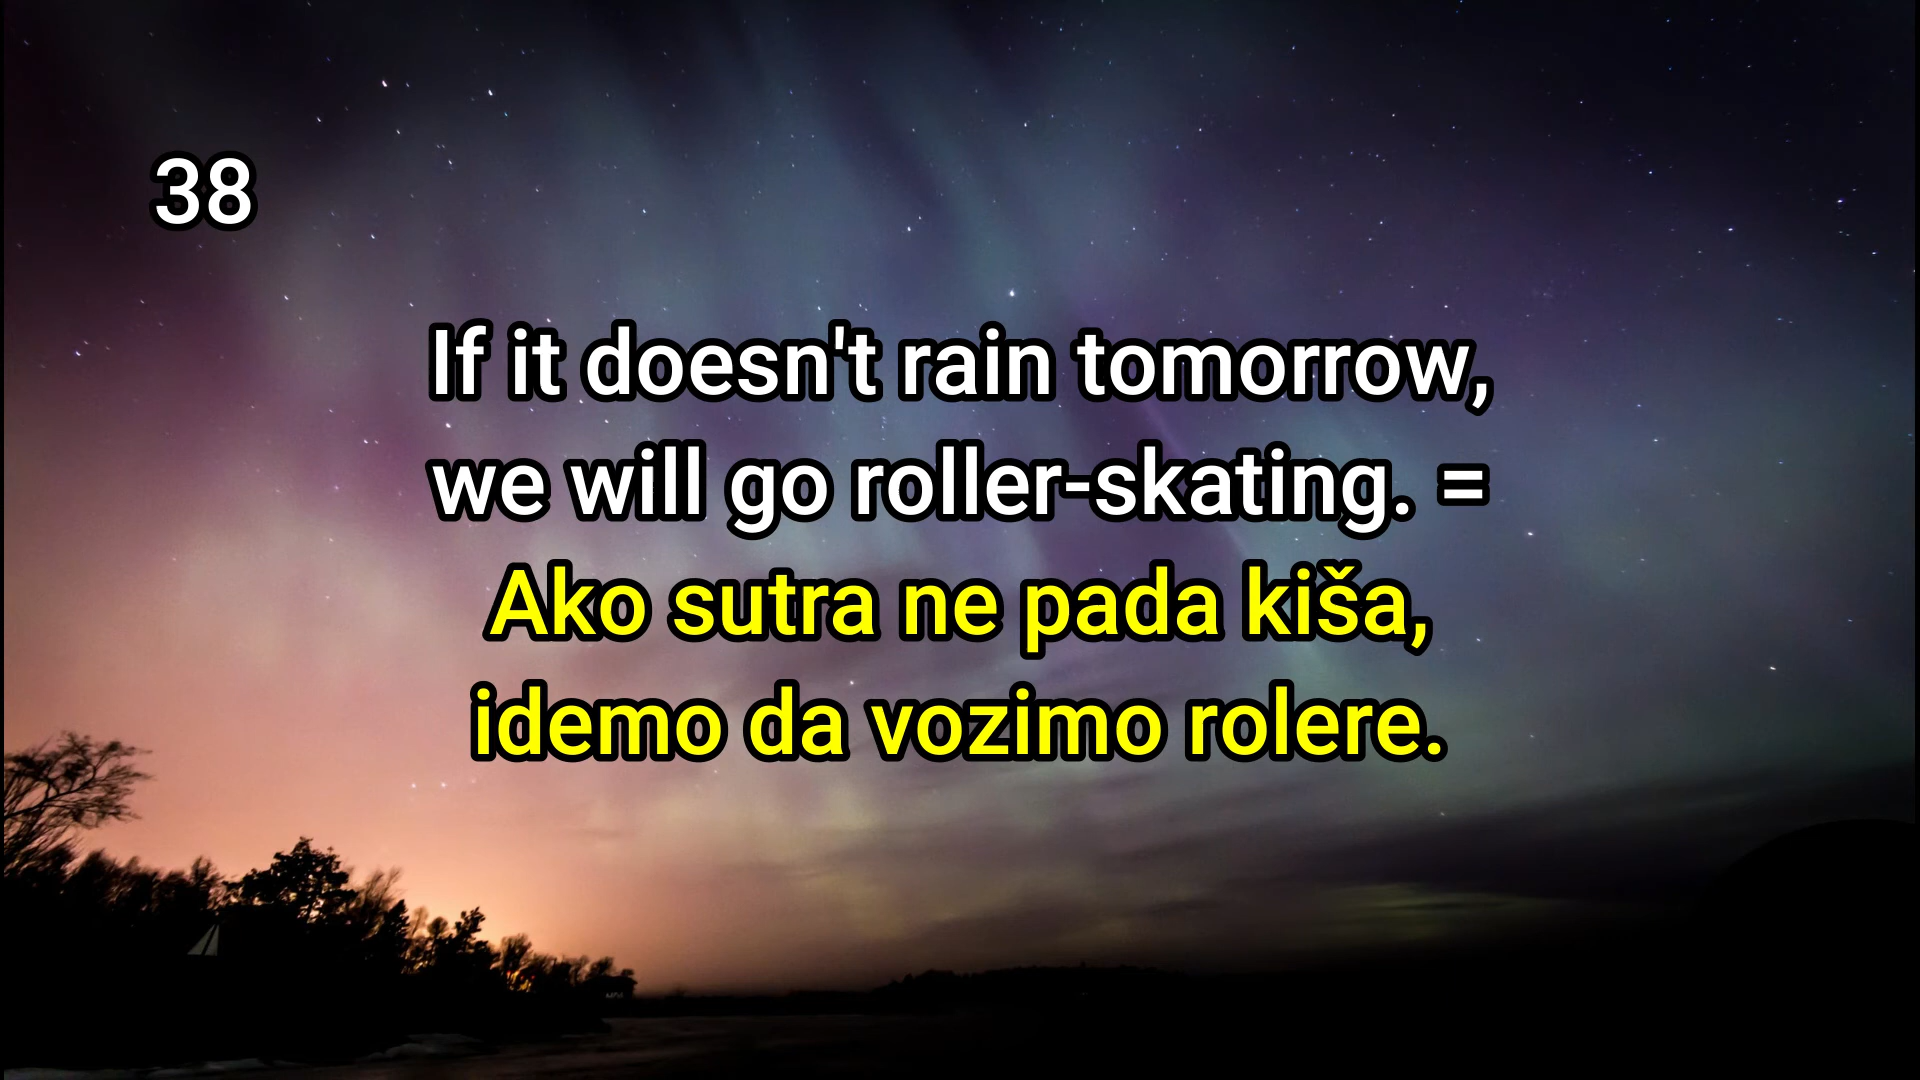 38
If it doesn't rain tomorrow,
we will go roller-skating. =
Ako sutra ne pada kiša,
idemo da vozimo rolere.